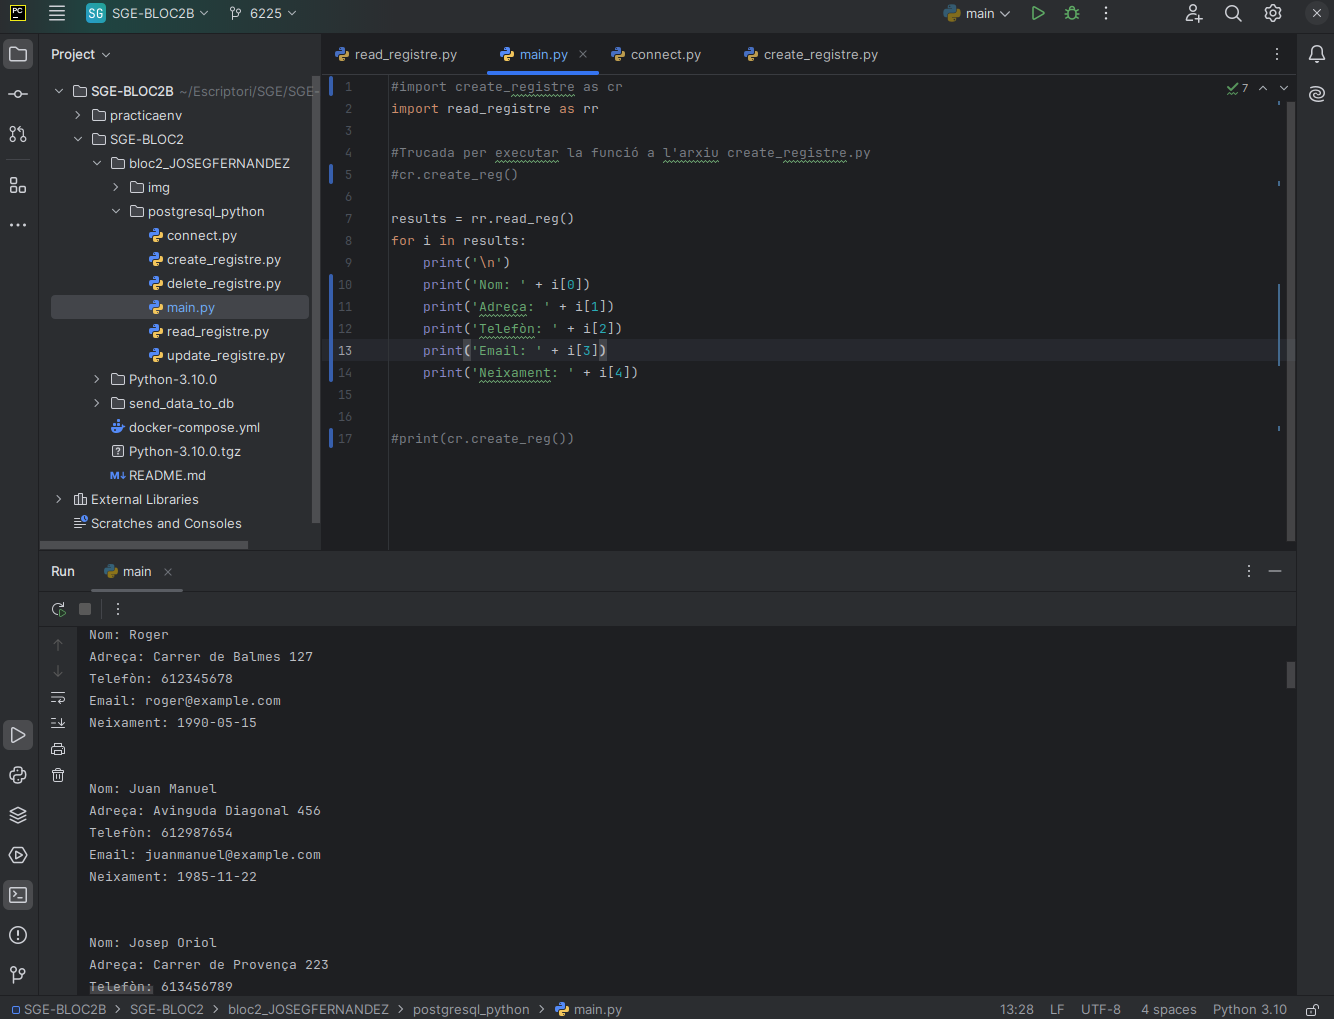 PC
SG SGE-BLOC2B
6225
main
Project
read_registre.py
main.py
connect.py
create_registre.py
SGE-BLOC2B ~/Escriptori/SGE/SGE-
practicaenv
SGE-BLOC2
bloc2_JOSEGFERNANDEZ
img
postgresql_python
connect.py
create_registre.py
delete_registre.py
main.py
read_registre.py
update_registre.py
Python-3.10.0
send_data_to_db
docker-compose.yml
Python-3.10.0.tgz
M↓ README.md
External Libraries
Scratches and Consoles
1 #import create_registre as cr
7
2 import read_registre as rr
3
4 #Trucada per executar la funció a l'arxiu create_registre.py
5 #cr.create_reg()
6
7 results = rr.read_reg()
8 for i in results:
9 print('\n')
10 print('Nom: ' + i[0])
11 print('Adreça: ' + i[1])
12 print('Telefòn: ' + i[2])
13 print('Email: ' + i[3])
14 print('Neixament: ' + i[4])
15
16
17 #print(cr.create_reg())
Run
main
Nom: Roger
Adreça: Carrer de Balmes 127
Telefòn: 612345678
Email: roger@example.com
Neixament: 1990-05-15
Nom: Juan Manuel
Adreça: Avinguda Diagonal 456
Telefòn: 612987654
Email: juanmanuel@example.com
Neixament: 1985-11-22
Nom: Josep Oriol
Adreça: Carrer de Provença 223
Telefòn: 613456789
SGE-BLOC2B > SGE-BLOC2 > bloc2_JOSEGFERNANDEZ > postgresql_python > main.py
13:28 LF UTF-8 4 spaces Python 3.10